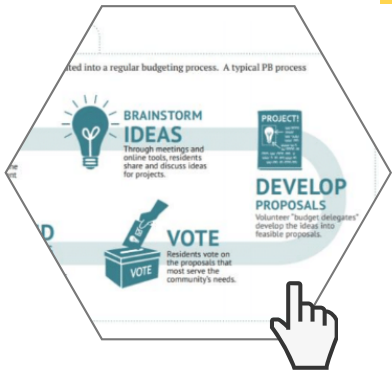 ted into a regular budgeting process. A typical PB process
BRAINSTORM
IDEAS
Through meetings and
online tools, residents
share and discuss ideas
for projects.
PROJECT!
DEVELOP
PROPOSALS
Volunteer "budget delegates"
develop the ideas into
feasible proposals.
VOTE
Residents vote on
the proposals that
most serve the
community's needs.
VOTE